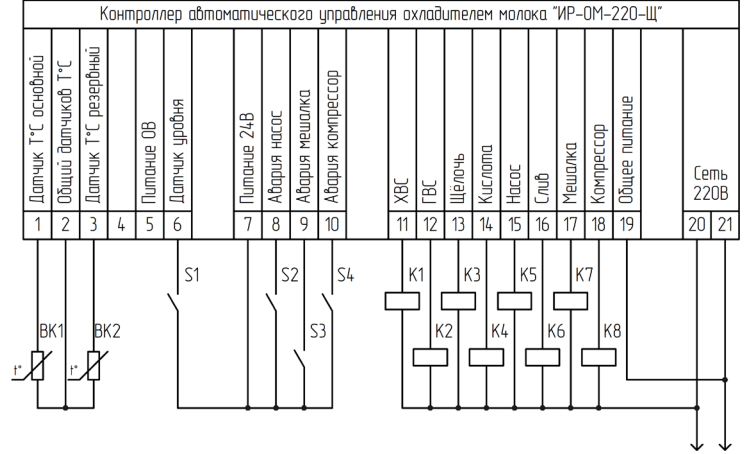 Контроллер автоматического управления охладителем молока "ИР-ОМ-220-Щ"
Датчик Т°С основной
Общий датчиков Т°С
Датчик Т°С резервный
Питание 0В
Датчик уровня
Питание 24В
Авария насос
Авария мешалка
Авария компрессор
ХВС
ГВС
Щёлочь
Кислота
Насос
Слив
Мешалка
Компрессор
Общее питание
Сеть
220В
1 2 3 4 5 6 7 8 9 10 11 12 13 14 15 16 17 18 19 20 21
S1 S2 S4 K1 K3 K5 K7
BK1 BK2 S3 K2 K4 K6 K8
t° t°